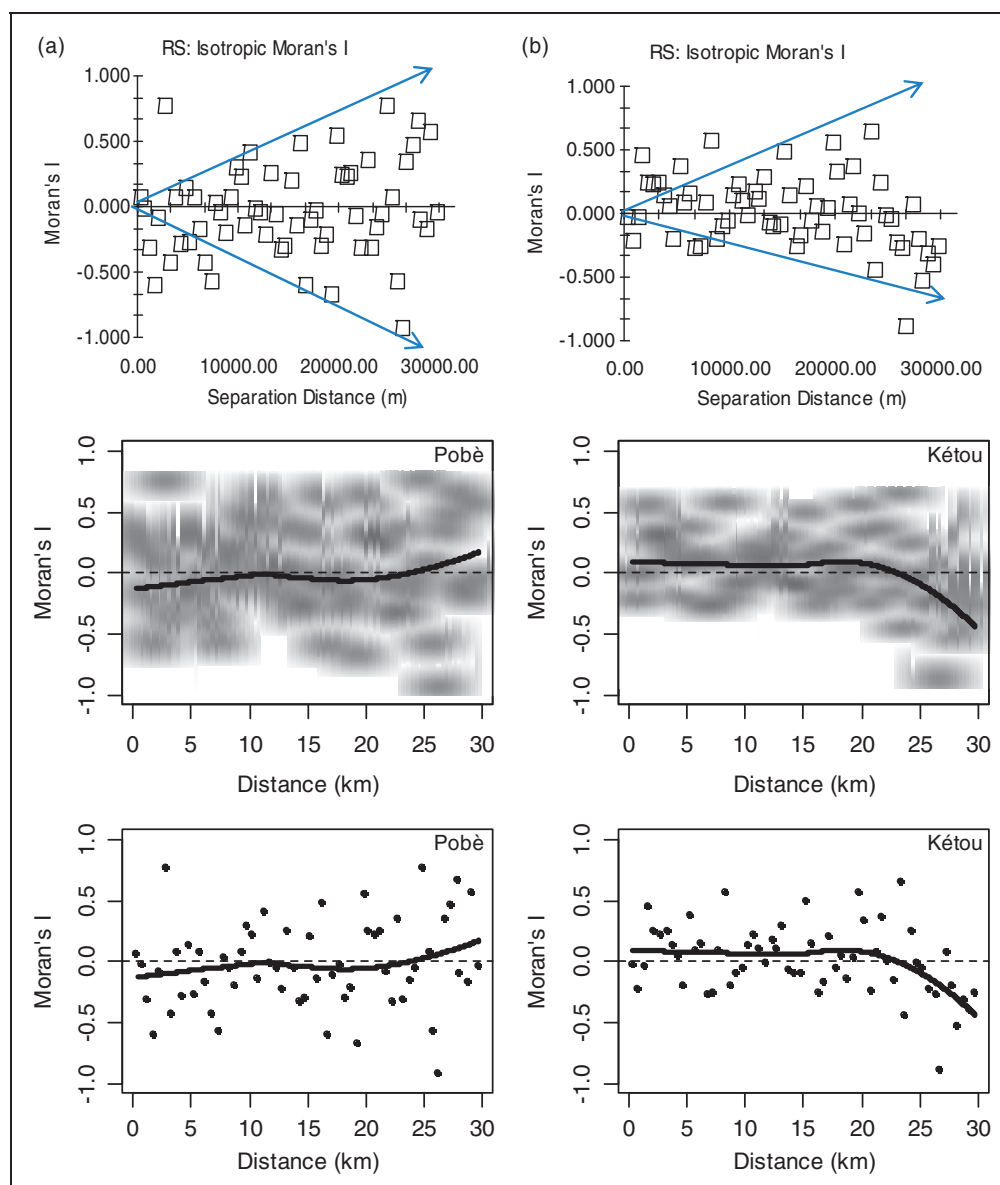 (a)
RS: Isotropic Moran's I
1.000
0.500
0.000
-0.500
-1.000
Moran's I
0.00 10000.00 20000.00 30000.00
Separation Distance (m)
(b)
RS: Isotropic Moran's I
1.000
0.500
0.000
-0.500
-1.000
Moran's I
0.00 10000.00 20000.00 30000.00
Separation Distance (m)
Pobè
1.0
0.5
0.0
-0.5
-1.0
Moran's I
0 5 10 15 20 25 30
Distance (km)
Kétou
1.0
0.5
0.0
-0.5
-1.0
Moran's I
0 5 10 15 20 25 30
Distance (km)
Pobè
1.0
0.5
0.0
-0.5
-1.0
Moran's I
0 5 10 15 20 25 30
Distance (km)
Kétou
1.0
0.5
0.0
-0.5
-1.0
Moran's I
0 5 10 15 20 25 30
Distance (km)